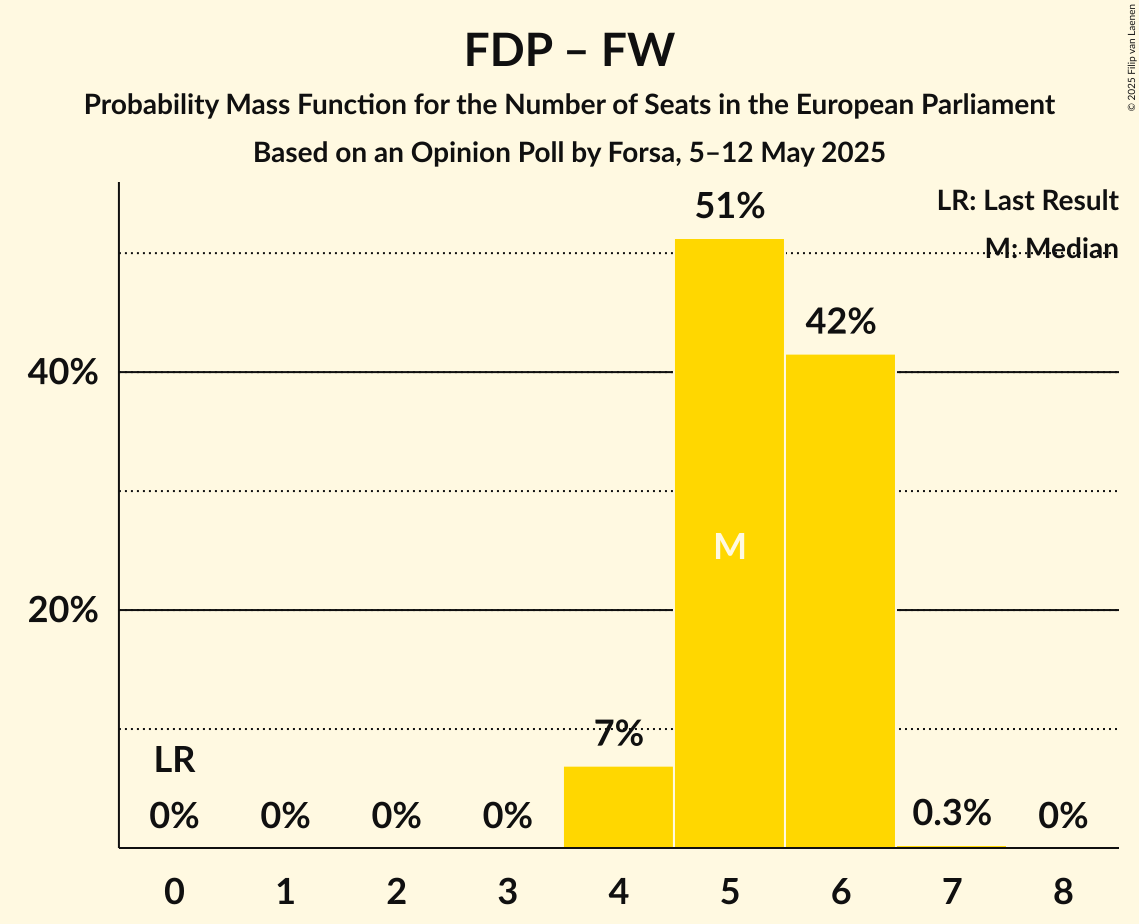 FDP – FW
Probability Mass Function for the Number of Seats in the European Parliament
Based on an Opinion Poll by Forsa, 5–12 May 2025
© 2025 Filip van Laenen
LR: Last Result
M: Median
51%
42%
40%
M
20%
7%
LR
0% 0% 0% 0% 0.3% 0%
0 1 2 3 4 5 6 7 8